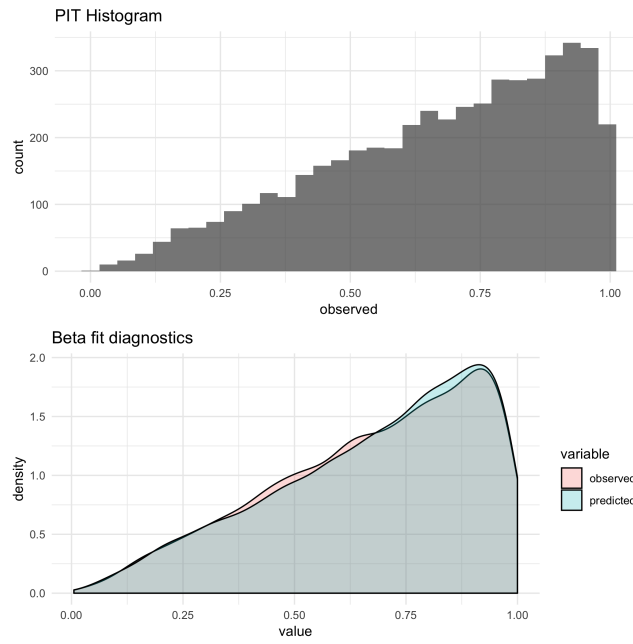 PIT Histogram
count
300
200
100
0
0.00 0.25 0.50 0.75 1.00
observed
Beta fit diagnostics
density
2.0
1.5
1.0
0.5
0.0
0.00 0.25 0.50 0.75 1.00
value
variable
observed
predicted